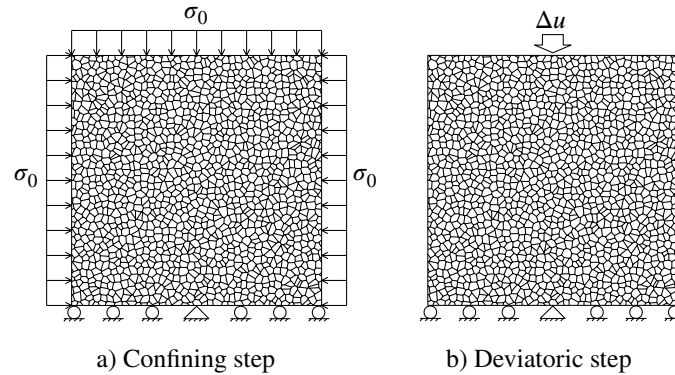 σ₀
Δu
σ₀
σ₀
a) Confining step
b) Deviatoric step